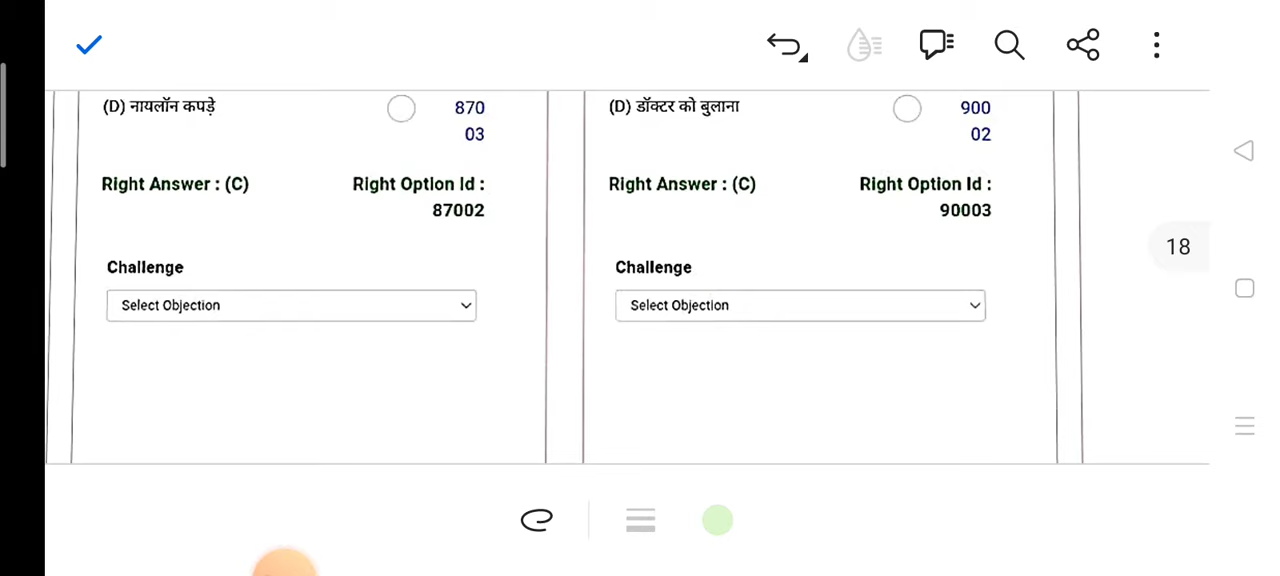 (D) नायलॉन कपड़े
870
03
Right Answer : (C)
Right Option Id :
87002
Challenge
Select Objection
(D) डॉक्टर को बुलाना
900
02
Right Answer : (C)
Right Option Id :
90003
Challenge
Select Objection
18